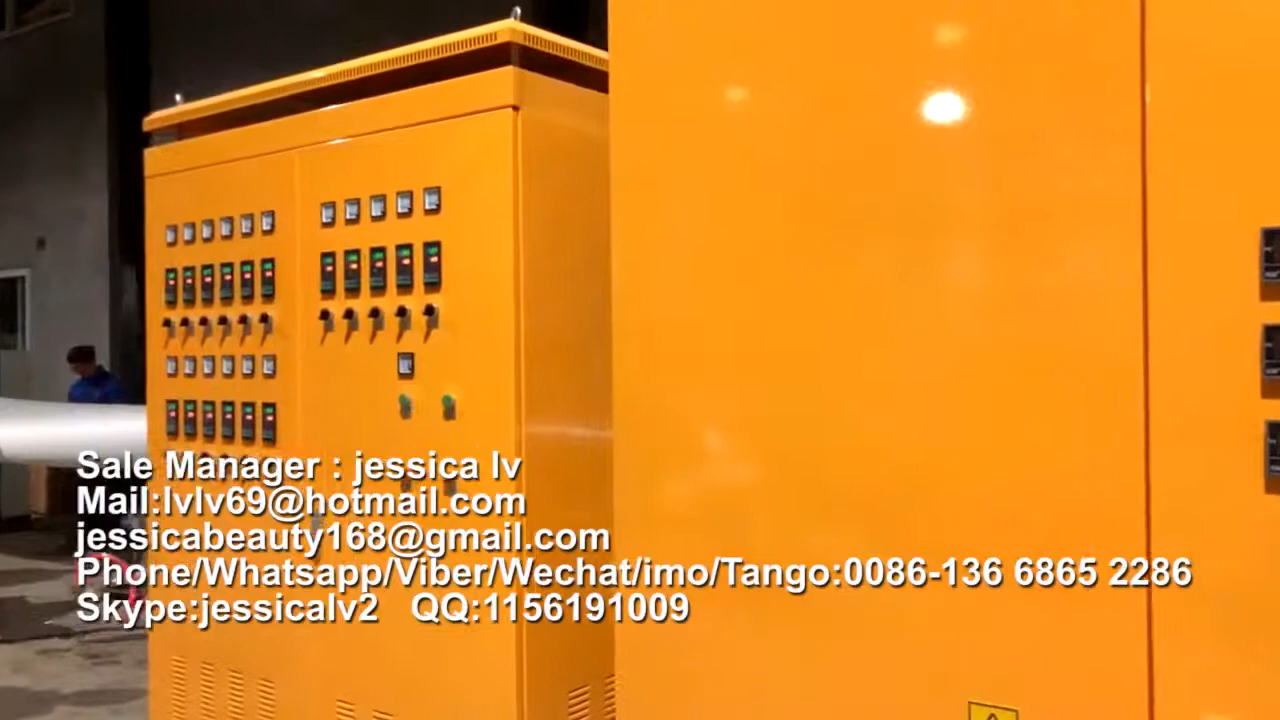 Sale Manager : jessica lv
Mail:lvlv69@hotmail.com
jessicabeauty168@gmail.com
Phone/Whatsapp/Viber/Wechat/imo/Tango:0086-136 6865 2286
Skype:jessicalv2 QQ:1156191009